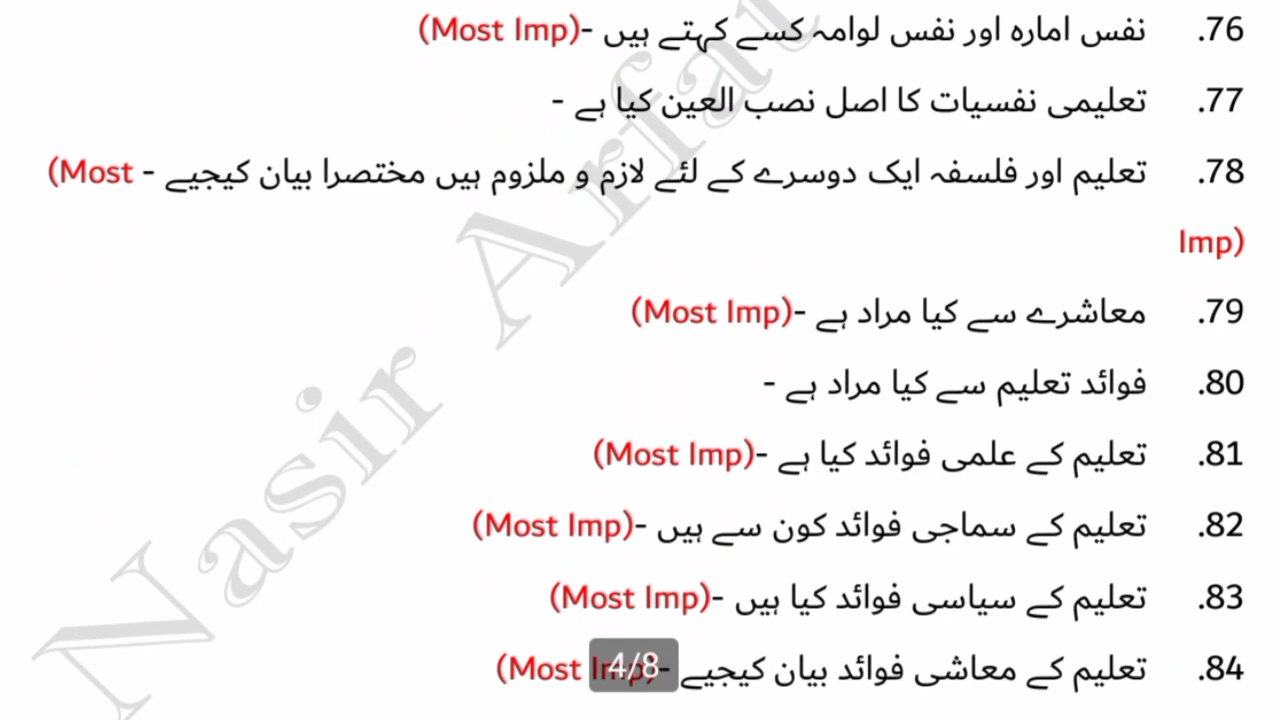 76. نفس امارہ اور نفس لوامہ کسے کہتے ہیں -(Most Imp)
77. تعلیمی نفسیات کا اصل نصب العین کیا ہے -
78. تعلیم اور فلسفہ ایک دوسرے کے لئے لازم و ملزوم ہیں مختصرا بیان کیجیے - (Most
Imp)
79. معاشرے سے کیا مراد ہے -(Most Imp)
80. فوائد تعلیم سے کیا مراد ہے -
81. تعلیم کے علمی فوائد کیا ہے -(Most Imp)
82. تعلیم کے سماجی فوائد کون سے ہیں -(Most Imp)
83. تعلیم کے سیاسی فوائد کیا ہیں -(Most Imp)
84. تعلیم کے معاشی فوائد بیان کیجیے -(Most Imp)
4/8
Nasir Arfat